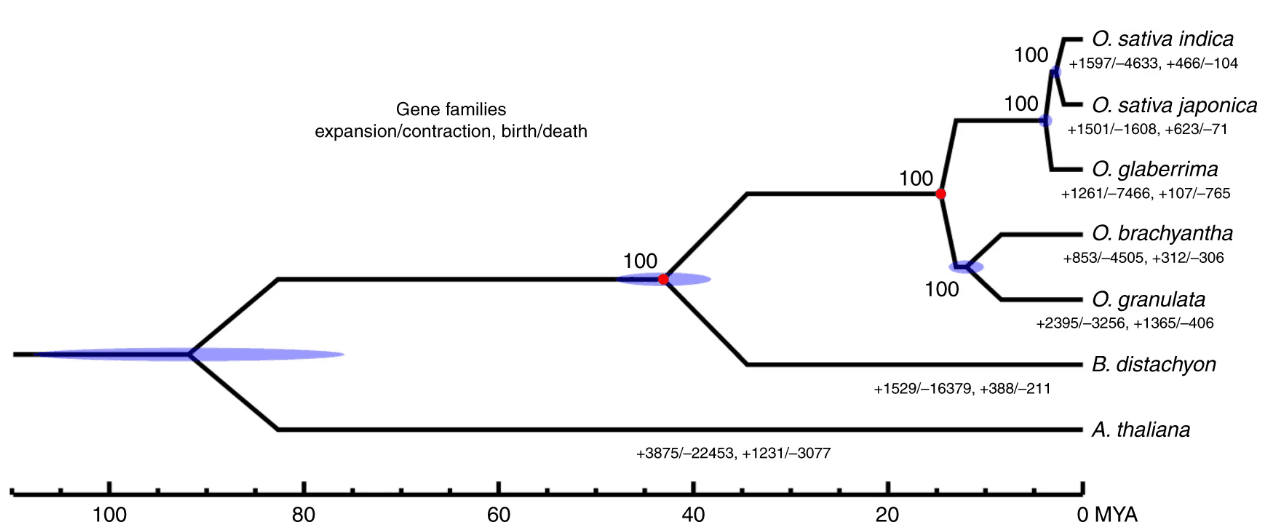 O. sativa indica
100
+1597/–4633, +466/–104
Gene families
expansion/contraction, birth/death
100
O. sativa japonica
+1501/–1608, +623/–71
O. glaberrima
100
+1261/–7466, +107/–765
O. brachyantha
+853/–4505, +312/–306
100
100
O. granulata
+2395/–3256, +1365/–406
B. distachyon
+1529/–16379, +388/–211
A. thaliana
+3875/–22453, +1231/–3077
100 80 60 40 20 0 MYA